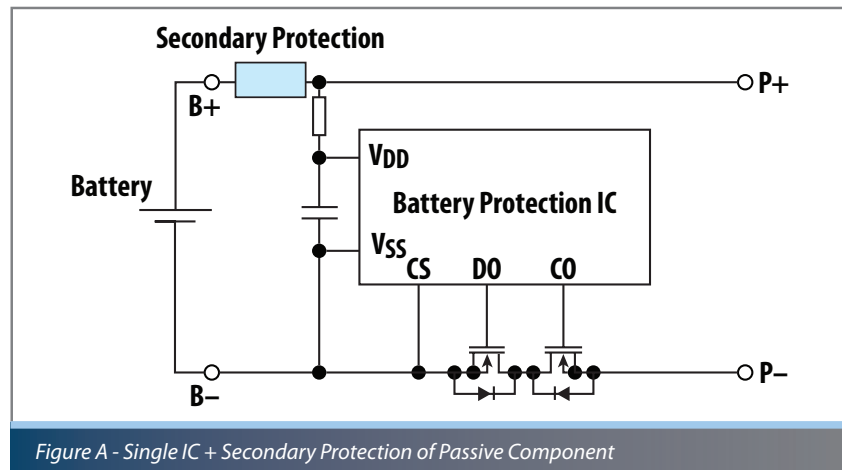 Secondary Protection
B+
P+
VDD
Battery
Battery Protection IC
VSS
CS DO CO
B–
P–
Figure A - Single IC + Secondary Protection of Passive Component